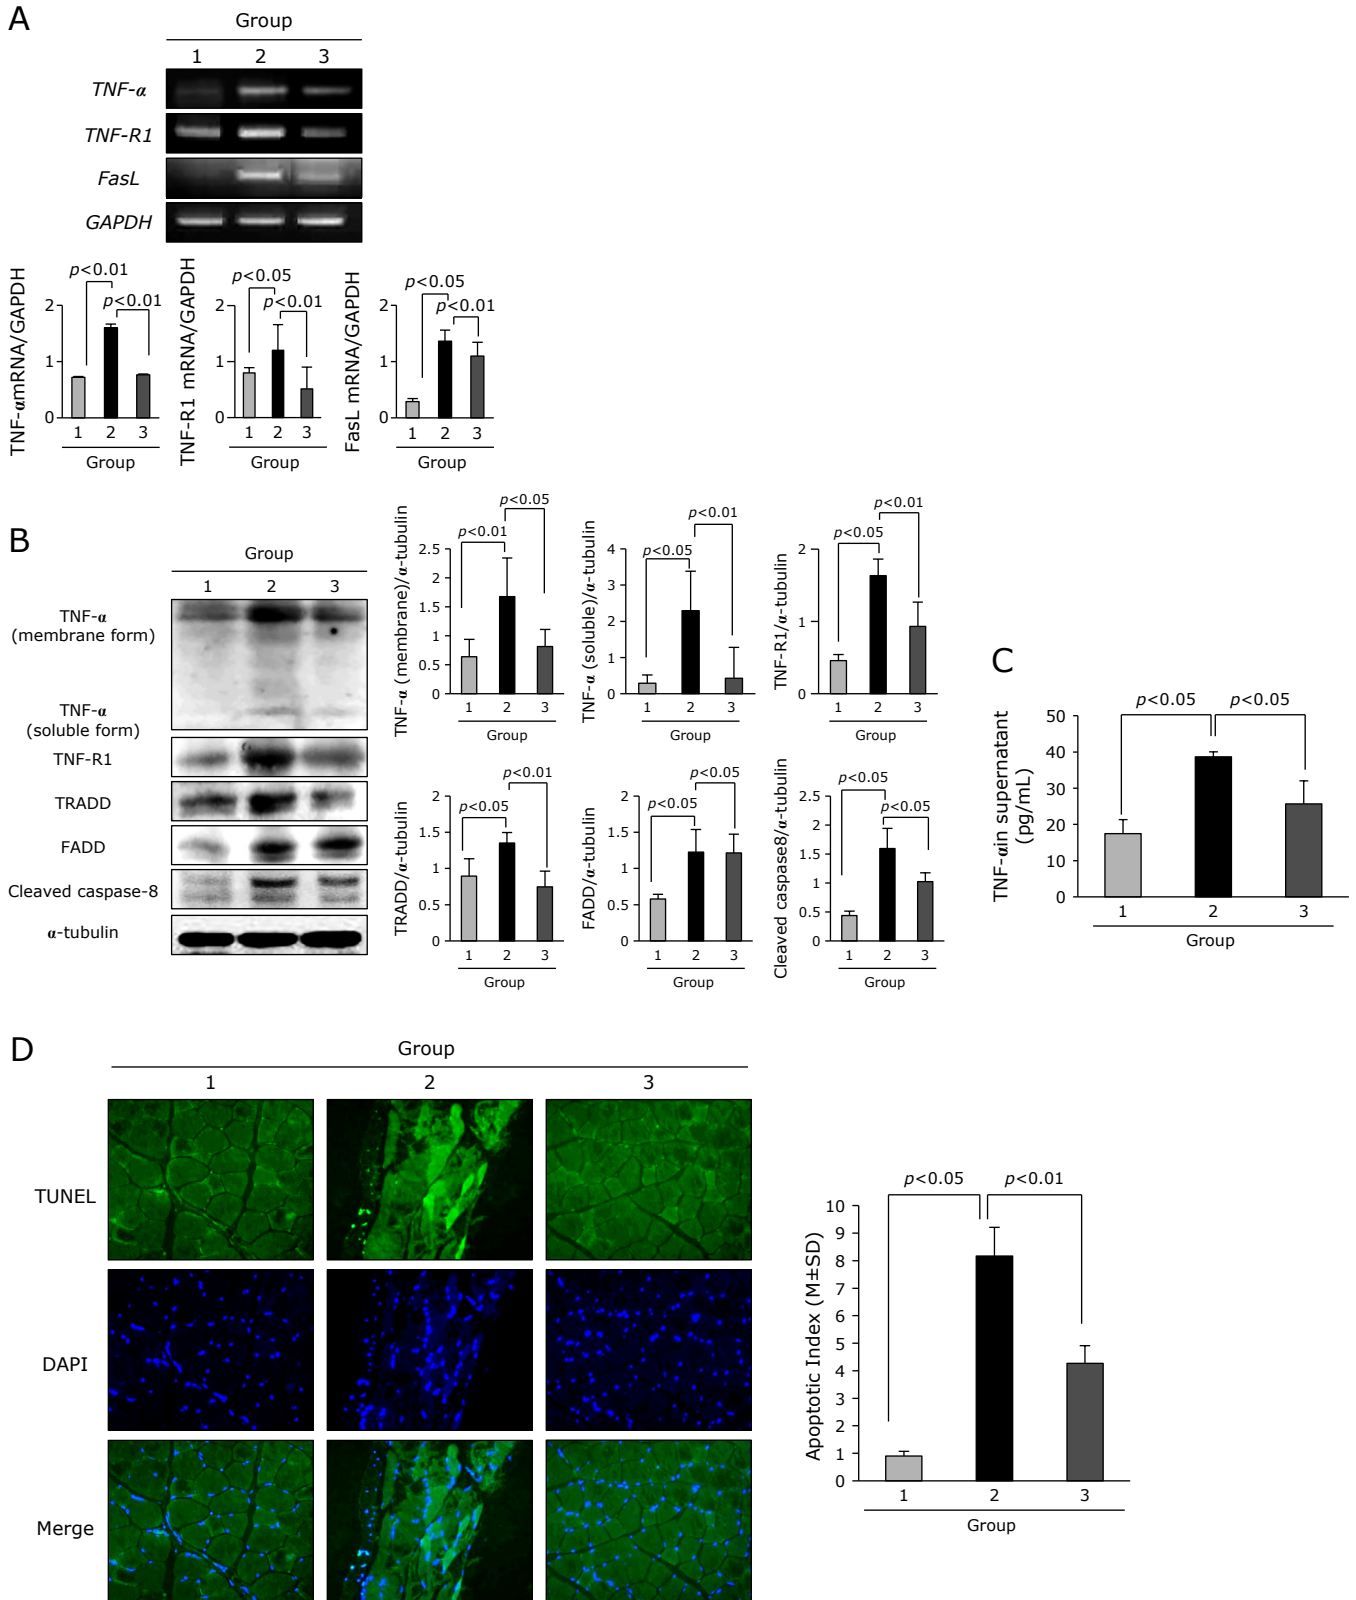 A
Group
1 2 3
TNF-α
TNF-R1
FasL
GAPDH
TNF-αmRNA/GAPDH
p<0.01
p<0.01
2
1
0
1 2 3
Group
TNF-R1 mRNA/GAPDH
p<0.05
p<0.01
2
1
0
1 2 3
Group
FasL mRNA/GAPDH
p<0.05
p<0.01
2
1
0
1 2 3
Group
B
Group
1 2 3
TNF-α
(membrane form)
TNF-α
(soluble form)
TNF-R1
TRADD
FADD
Cleaved caspase-8
α-tubulin
TNF-α (membrane)/α-tubulin
p<0.05
p<0.01
2.5
2
1.5
1
0.5
0
1 2 3
Group
TNF-α (soluble)/α-tubulin
p<0.01
p<0.05
4
3
2
1
0
1 2 3
Group
TNF-R1/α-tubulin
p<0.01
p<0.05
2
1
0
1 2 3
Group
TRADD/α-tubulin
p<0.01
p<0.05
2
1.5
1
0.5
0
1 2 3
Group
FADD/α-tubulin
p<0.05
p<0.05
2
1.5
1
0.5
0
1 2 3
Group
Cleaved caspase8/α-tubulin
p<0.05
p<0.05
2.5
2
1.5
1
0.5
0
1 2 3
Group
C
TNF-αin supernatant
(pg/mL)
p<0.05 p<0.05
50
40
30
20
10
0
1 2 3
Group
D
Group
1 2 3
TUNEL
DAPI
Merge
Apoptotic Index (M±SD)
p<0.05 p<0.01
10
9
8
7
6
5
4
3
2
1
0
1 2 3
Group